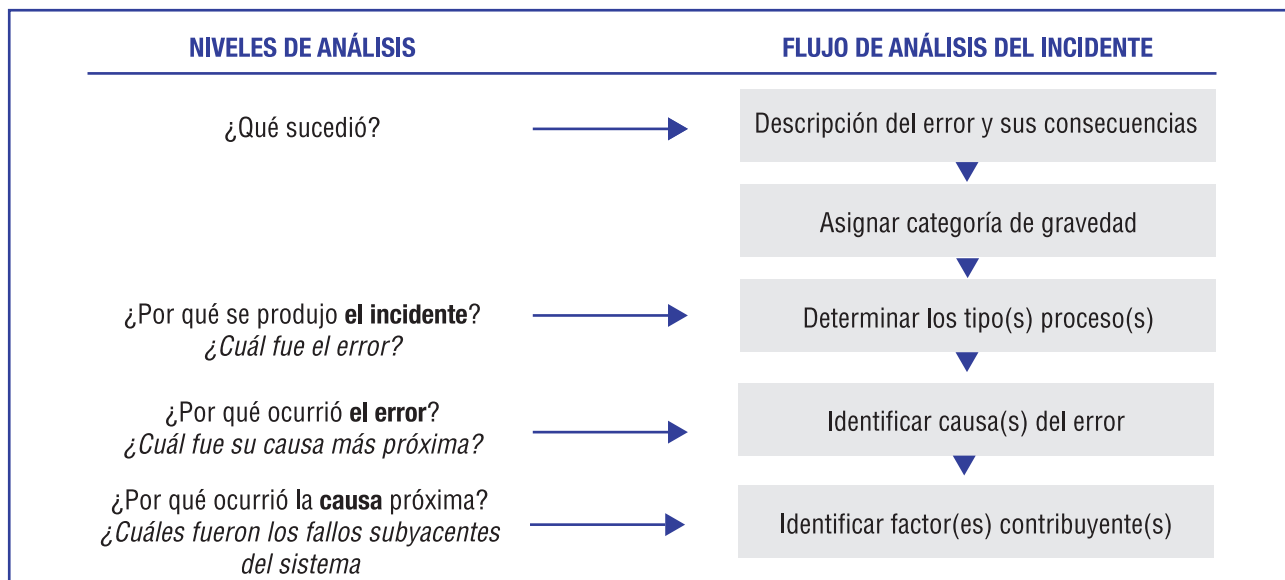 NIVELES DE ANÁLISIS
FLUJO DE ANÁLISIS DEL INCIDENTE
¿Qué sucedió?
Descripción del error y sus consecuencias
Asignar categoría de gravedad
¿Por qué se produjo el incidente?
¿Cuál fue el error?
Determinar los tipo(s) proceso(s)
¿Por qué ocurrió el error?
¿Cuál fue su causa más próxima?
Identificar causa(s) del error
¿Por qué ocurrió la causa próxima?
¿Cuáles fueron los fallos subyacentes
del sistema
Identificar factor(es) contribuyente(s)